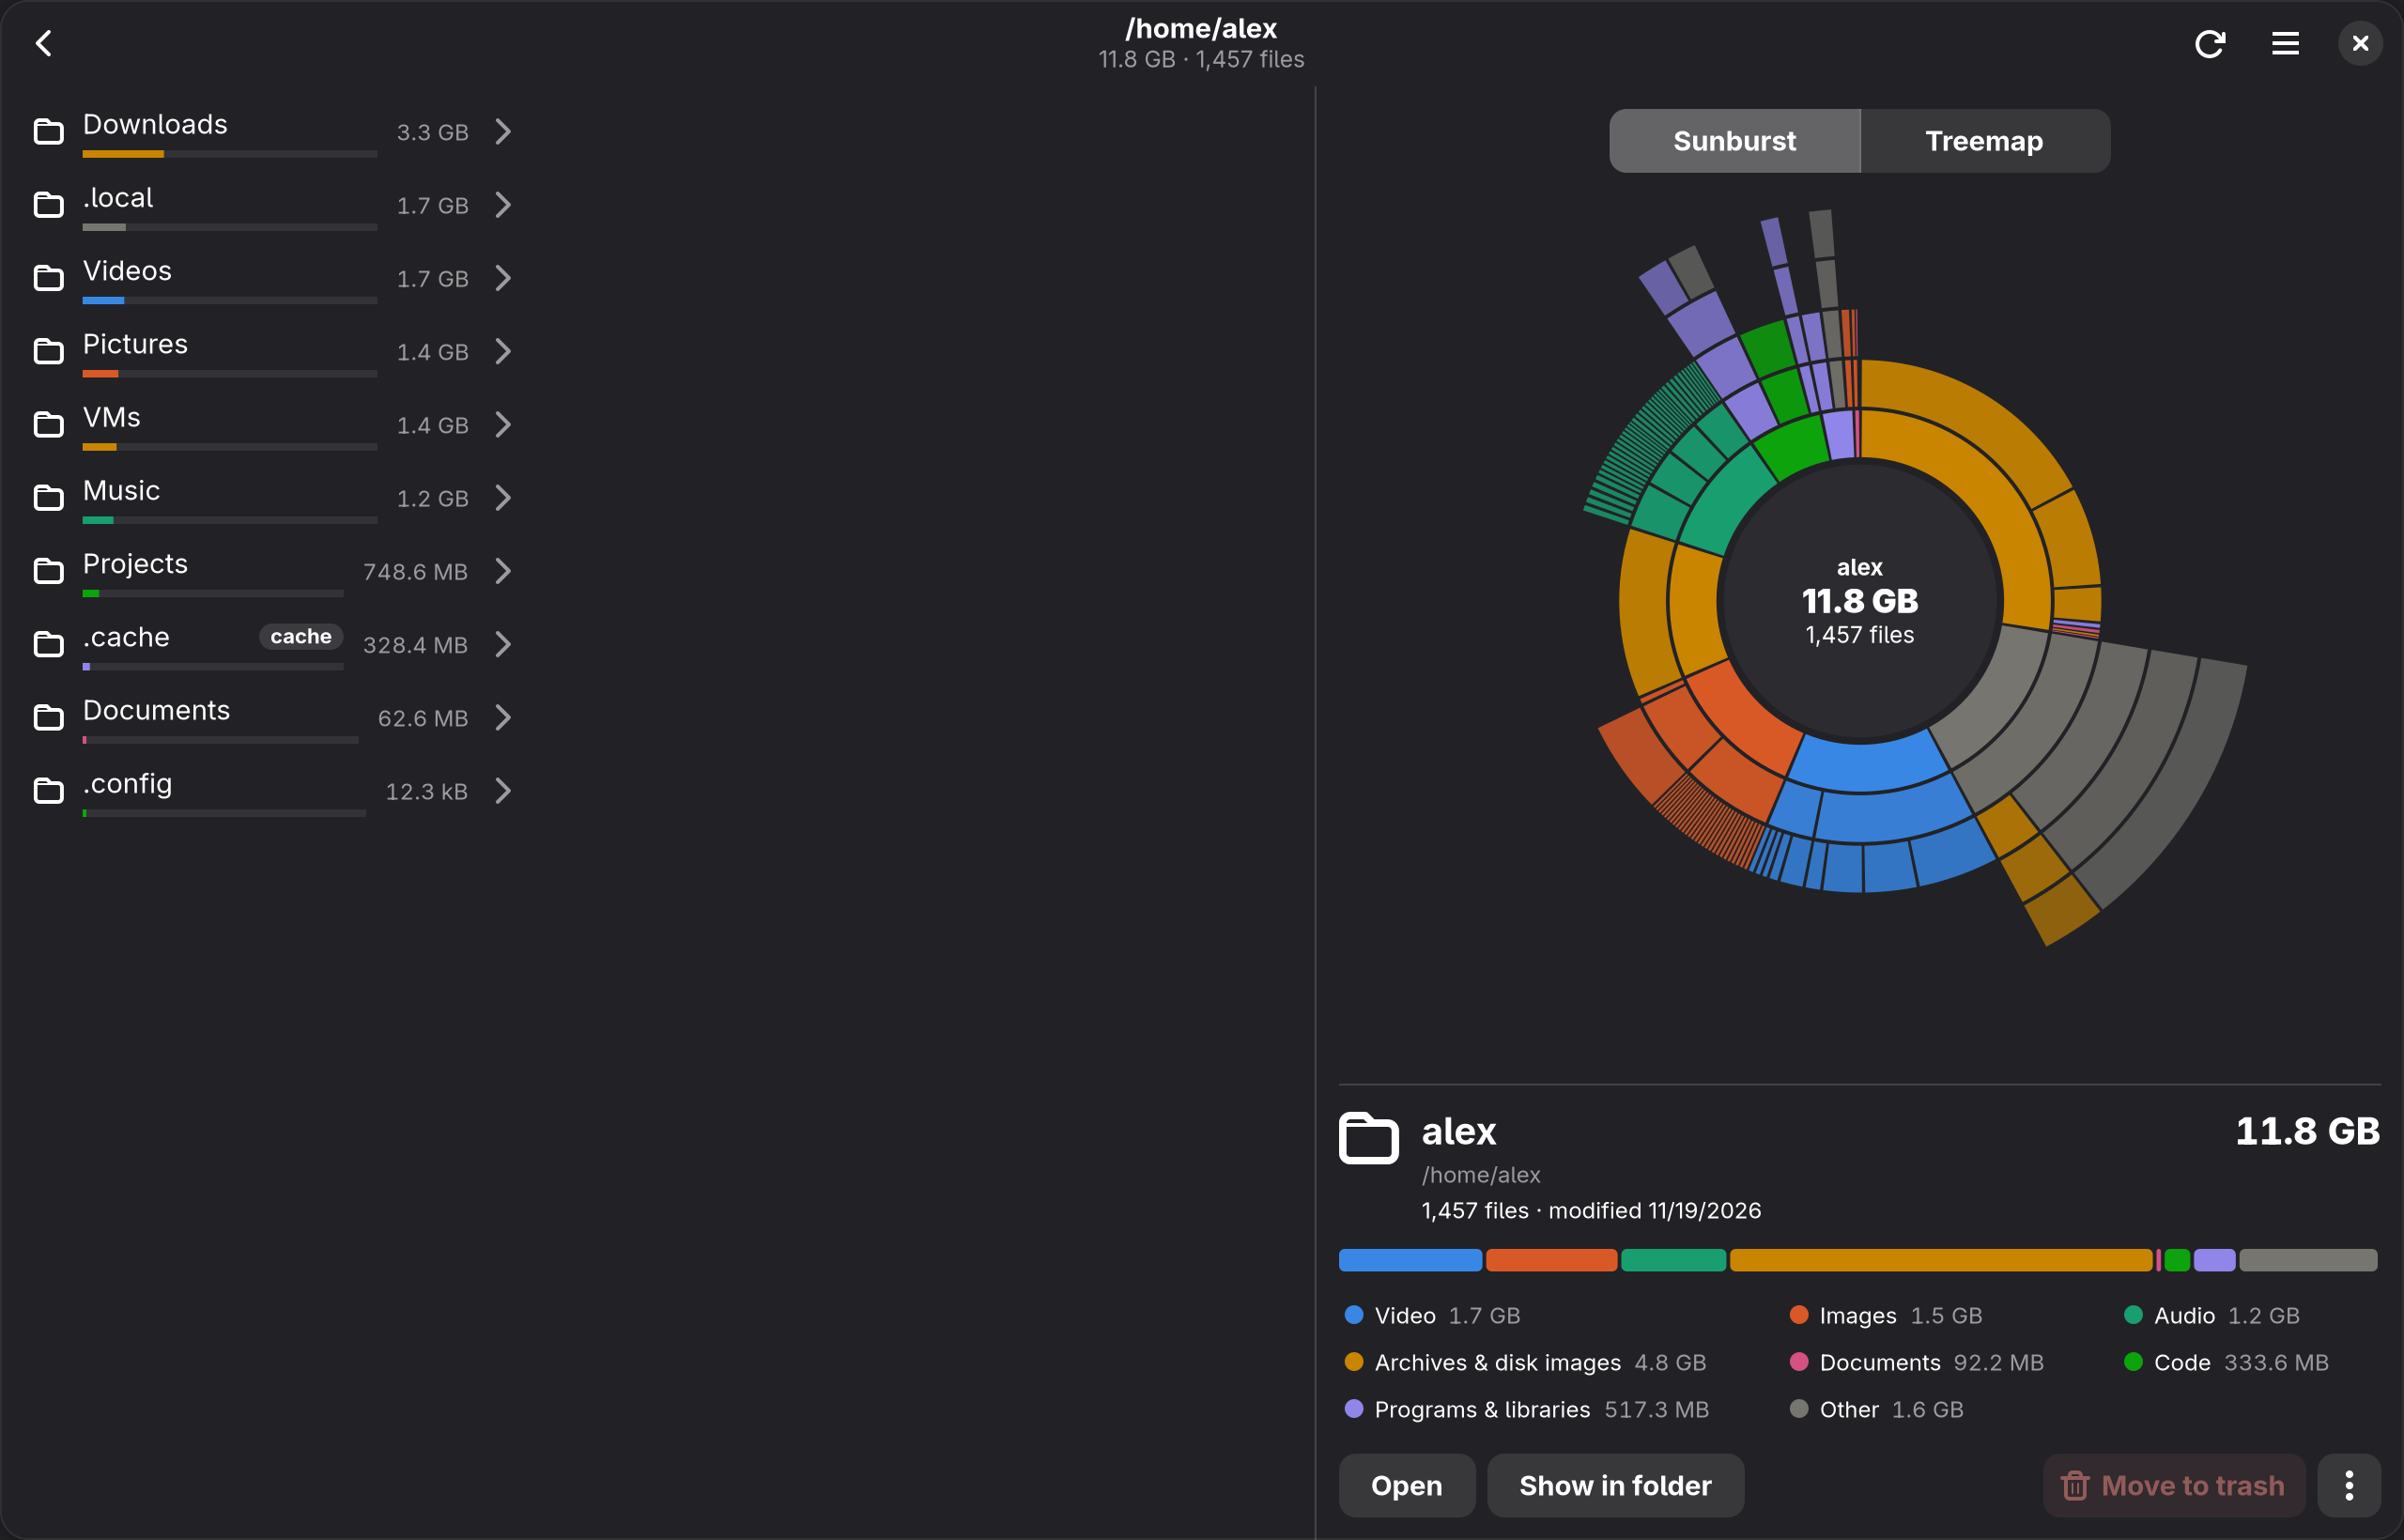 /home/alex
11.8 GB · 1,457 files
Downloads 3.3 GB
.local 1.7 GB
Videos 1.7 GB
Pictures 1.4 GB
VMs 1.4 GB
Music 1.2 GB
Projects 748.6 MB
.cache cache 328.4 MB
Documents 62.6 MB
.config 12.3 kB
Sunburst Treemap
alex
11.8 GB
1,457 files
alex 11.8 GB
/home/alex
1,457 files · modified 11/19/2026
Video 1.7 GB Images 1.5 GB Audio 1.2 GB
Archives & disk images 4.8 GB Documents 92.2 MB Code 333.6 MB
Programs & libraries 517.3 MB Other 1.6 GB
Open Show in folder Move to trash